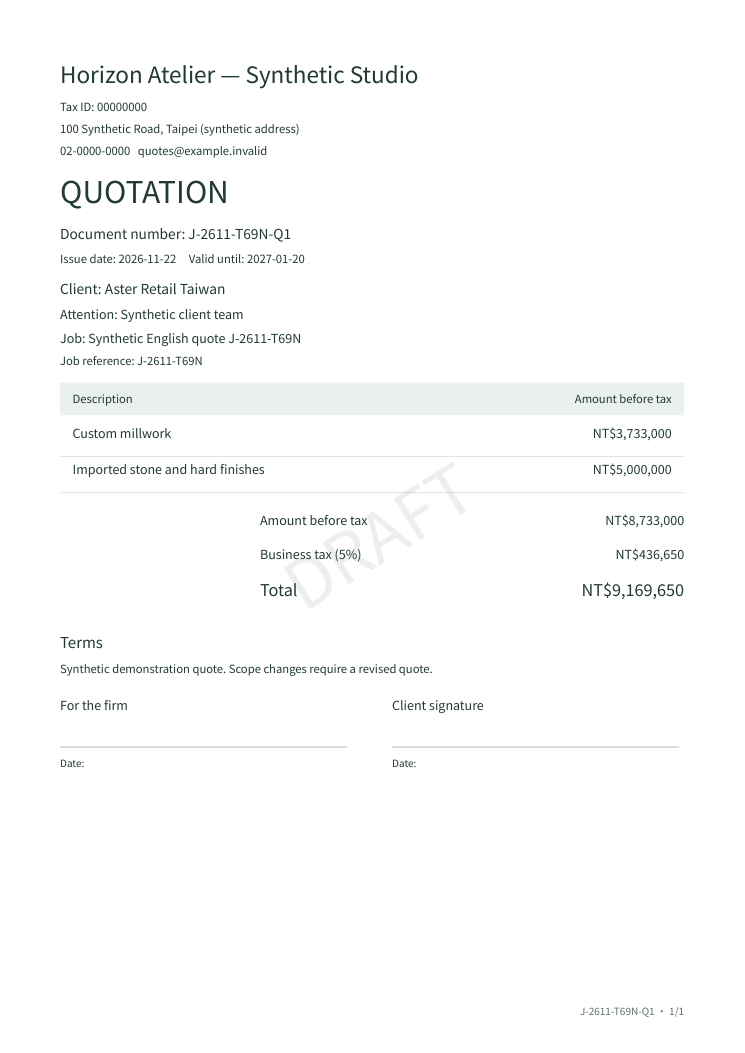 Horizon Atelier — Synthetic Studio
Tax ID: 00000000
100 Synthetic Road, Taipei (synthetic address)
02-0000-0000 quotes@example.invalid
QUOTATION
Document number: J-2611-T69N-Q1
Issue date: 2026-11-22 Valid until: 2027-01-20
Client: Aster Retail Taiwan
Attention: Synthetic client team
Job: Synthetic English quote J-2611-T69N
Job reference: J-2611-T69N
Description Amount before tax
Custom millwork NT$3,733,000
Imported stone and hard finishes NT$5,000,000
Amount before tax NT$8,733,000
Business tax (5%) NT$436,650
Total NT$9,169,650
DRAFT
Terms
Synthetic demonstration quote. Scope changes require a revised quote.
For the firm Client signature
Date: Date:
J-2611-T69N-Q1 · 1/1